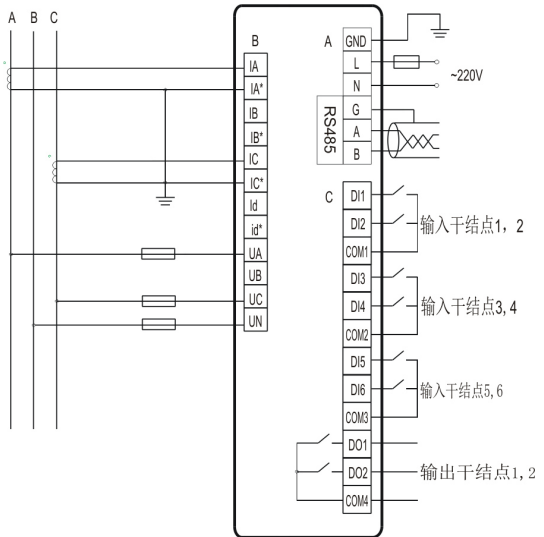 A B C
B
IA
IA*
IB
IB*
IC
IC*
Id
id*
UA
UB
UC
UN
A
GND
L
N
~220V
RS485
G
A
B
C
DI1
DI2
COM1
输入干结点1，2
DI3
DI4
COM2
输入干结点3,4
DI5
DI6
COM3
输入干结点5,6
DO1
DO2
COM4
输出干结点1,2